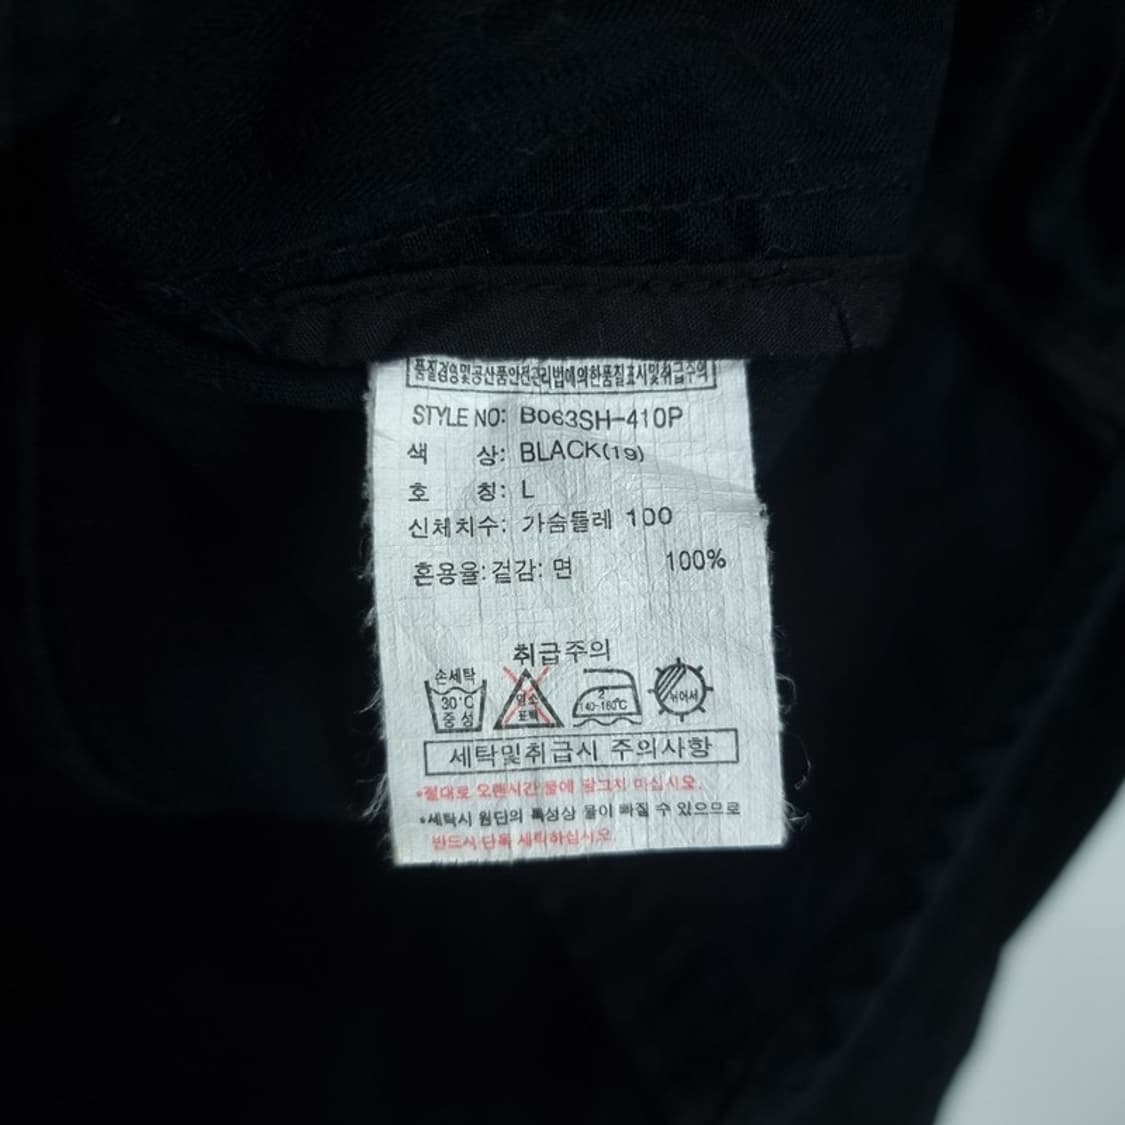 품질경영및공산품안전관리법에의한품질표시및취급주의
STYLE NO: B063SH-410P
색 상: BLACK(19)
호 칭: L
신체치수: 가슴둘레 100
혼용율: 겉감: 면 100%
취급주의
손세탁
30°C
중성
염소
표백
2
140-160℃
뉘어서
세탁및취급시 주의사항
*절대로 오랜시간 물에 담그지 마십시오.
*세탁시 원단의 특성상 물이 빠질 수 있으므로
반드시 단독 세탁하십시오.